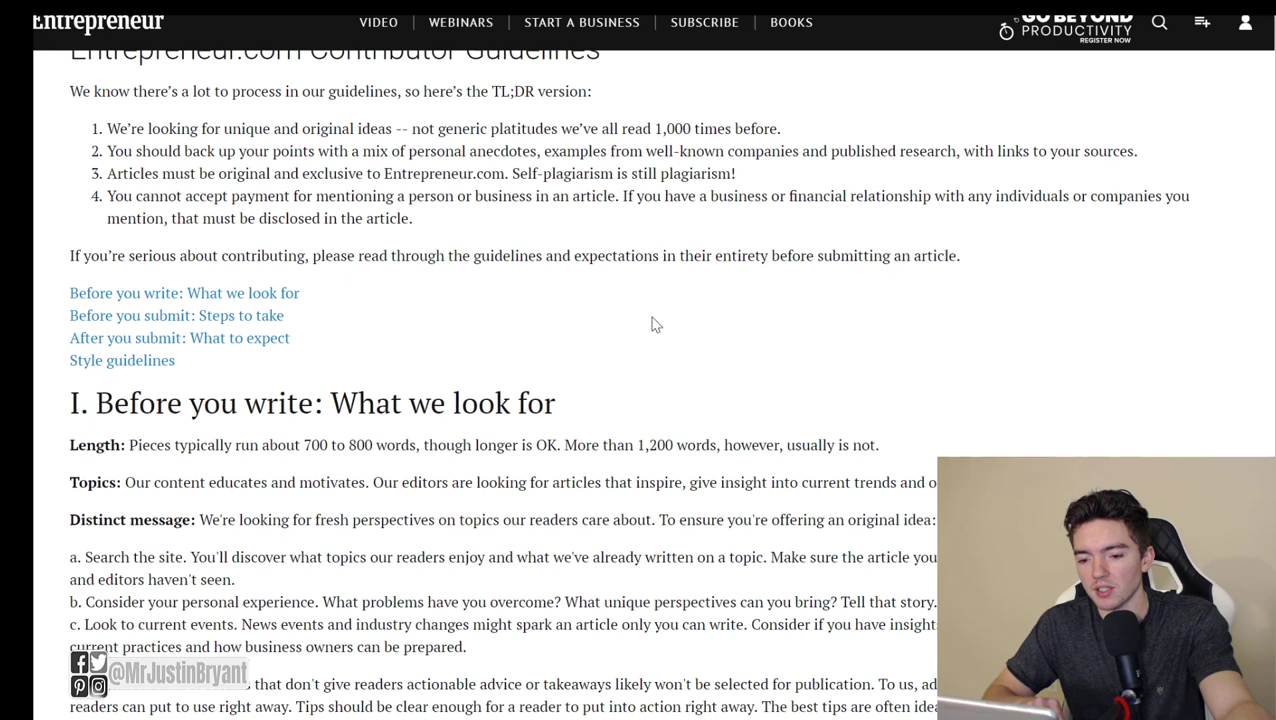 Entrepreneur
VIDEO
WEBINARS
START A BUSINESS
SUBSCRIBE
BOOKS
GO BEYOND
PRODUCTIVITY
REGISTER NOW
Entrepreneur.com Contributor Guidelines
We know there's a lot to process in our guidelines, so here's the TL;DR version:
1. We're looking for unique and original ideas -- not generic platitudes we've all read 1,000 times before.
2. You should back up your points with a mix of personal anecdotes, examples from well-known companies and published research, with links to your sources.
3. Articles must be original and exclusive to Entrepreneur.com. Self-plagiarism is still plagiarism!
4. You cannot accept payment for mentioning a person or business in an article. If you have a business or financial relationship with any individuals or companies you
mention, that must be disclosed in the article.
If you're serious about contributing, please read through the guidelines and expectations in their entirety before submitting an article.
Before you write: What we look for
Before you submit: Steps to take
After you submit: What to expect
Style guidelines
I. Before you write: What we look for
Length: Pieces typically run about 700 to 800 words, though longer is OK. More than 1,200 words, however, usually is not.
Topics: Our content educates and motivates. Our editors are looking for articles that inspire, give insight into current trends and o
Distinct message: We're looking for fresh perspectives on topics our readers care about. To ensure you're offering an original idea:
a. Search the site. You'll discover what topics our readers enjoy and what we've already written on a topic. Make sure the article you
and editors haven't seen.
b. Consider your personal experience. What problems have you overcome? What unique perspectives can you bring? Tell that story.
c. Look to current events. News events and industry changes might spark an article only you can write. Consider if you have insight
current practices and how business owners can be prepared.
@MrJustinBryant
s that don't give readers actionable advice or takeaways likely won't be selected for publication. To us, ad
readers can put to use right away. Tips should be clear enough for a reader to put into action right away. The best tips are often idea